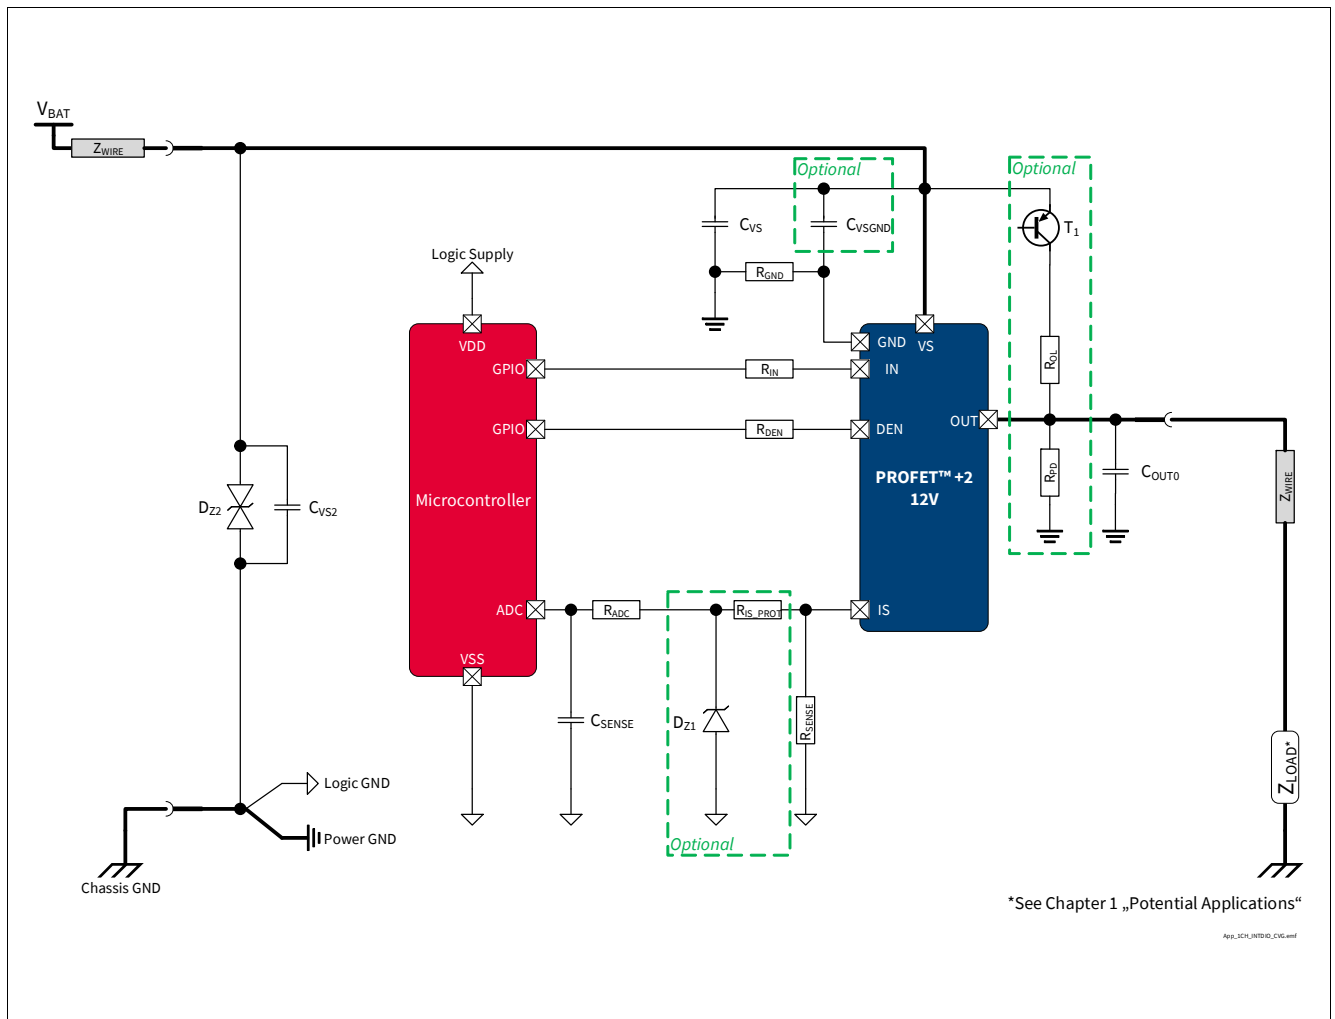 VBAT
ZWIRE
Optional
Optional
CVS
CVSGND
T1
Logic Supply
RGND
VDD
GND
VS
ROL
GPIO
RIN
IN
GPIO
RDEN
DEN
OUT
RPD
COUT0
PROFET™ +2
12V
ZWIRE
Microcontroller
DZ2
CVS2
ADC
RADC
RIS_PROT
IS
VSS
CSENSE
DZ1
RSENSE
ZLOAD*
Logic GND
Power GND
Optional
Chassis GND
*See Chapter 1 „Potential Applications“
App_1CH_INTDIO_CVG.emf